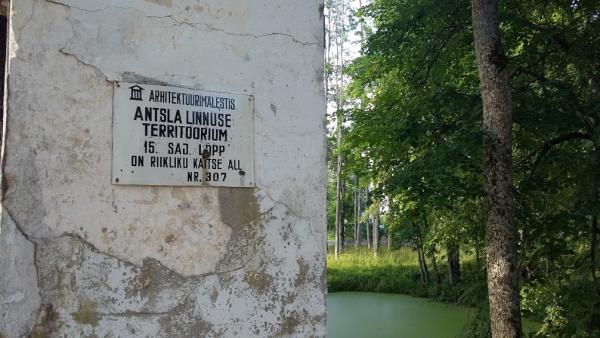 ARHITEKTUURIMÄLESTIS
ANTSLA LINNUSE
TERRITOORIUM
15. SAJ. LÕPP
ON RIIKLIKU KAITSE ALL
NR. 307